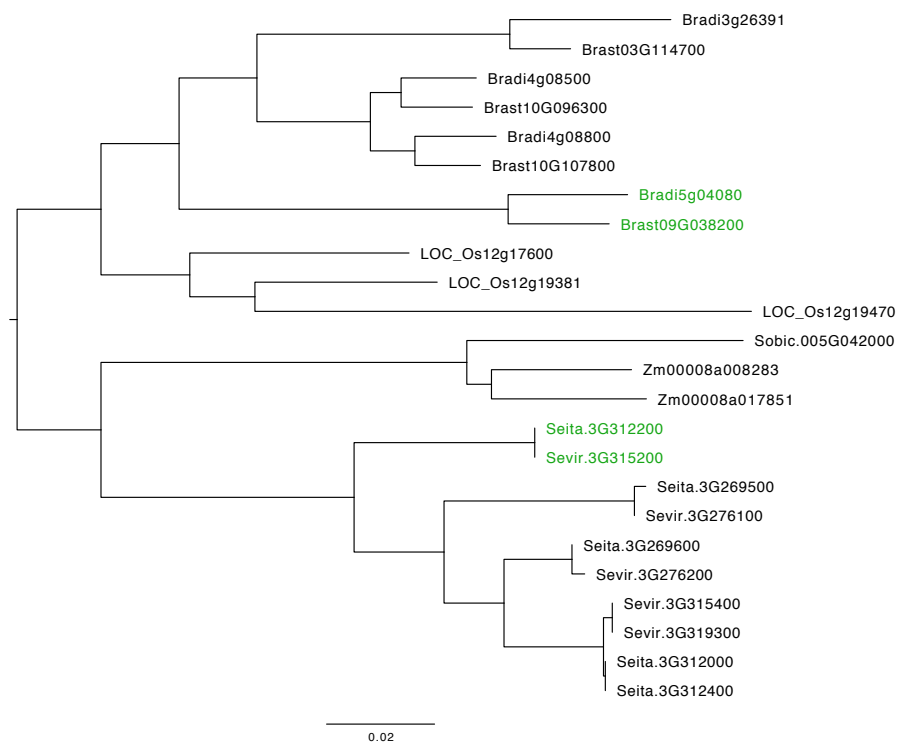 Bradi3g26391
Brast03G114700
Bradi4g08500
Brast10G096300
Bradi4g08800
Brast10G107800
Bradi5g04080
Brast09G038200
LOC_Os12g17600
LOC_Os12g19381
LOC_Os12g19470
Sobic.005G042000
Zm00008a008283
Zm00008a017851
Seita.3G312200
Sevir.3G315200
Seita.3G269500
Sevir.3G276100
Seita.3G269600
Sevir.3G276200
Sevir.3G315400
Sevir.3G319300
Seita.3G312000
Seita.3G312400
0.02